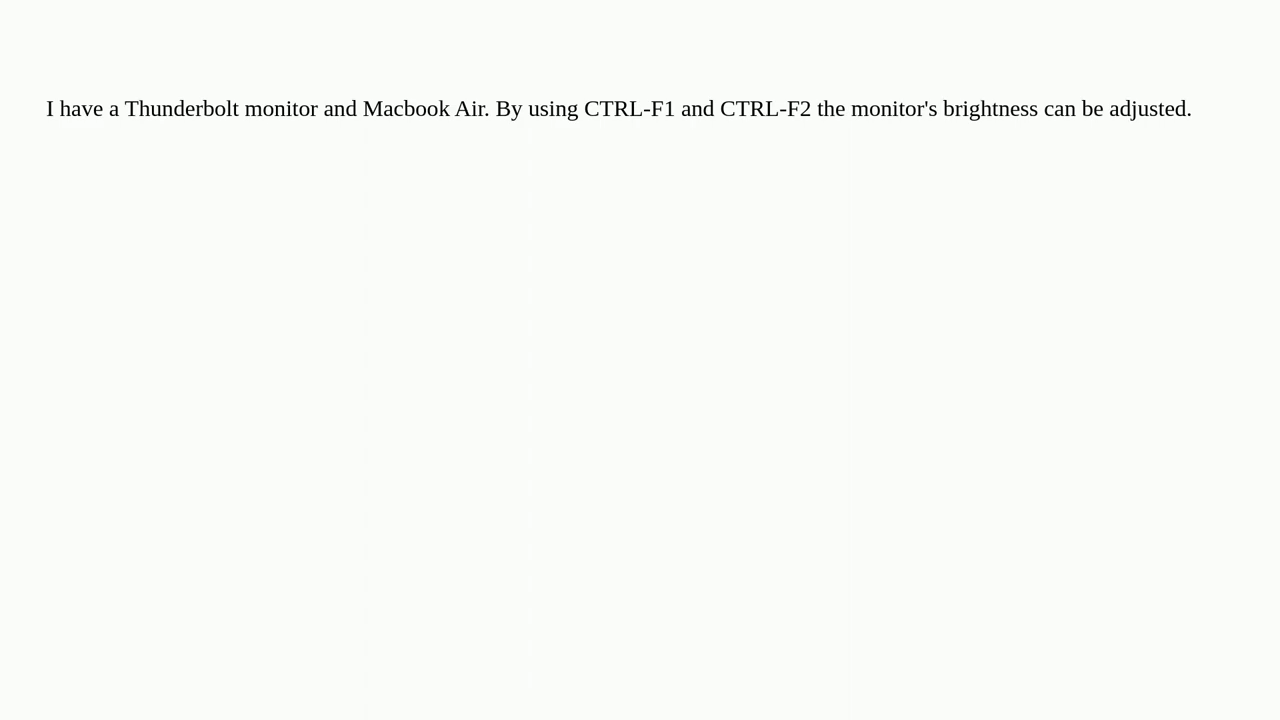 I have a Thunderbolt monitor and Macbook Air. By using CTRL-F1 and CTRL-F2 the monitor's brightness can be adjusted.